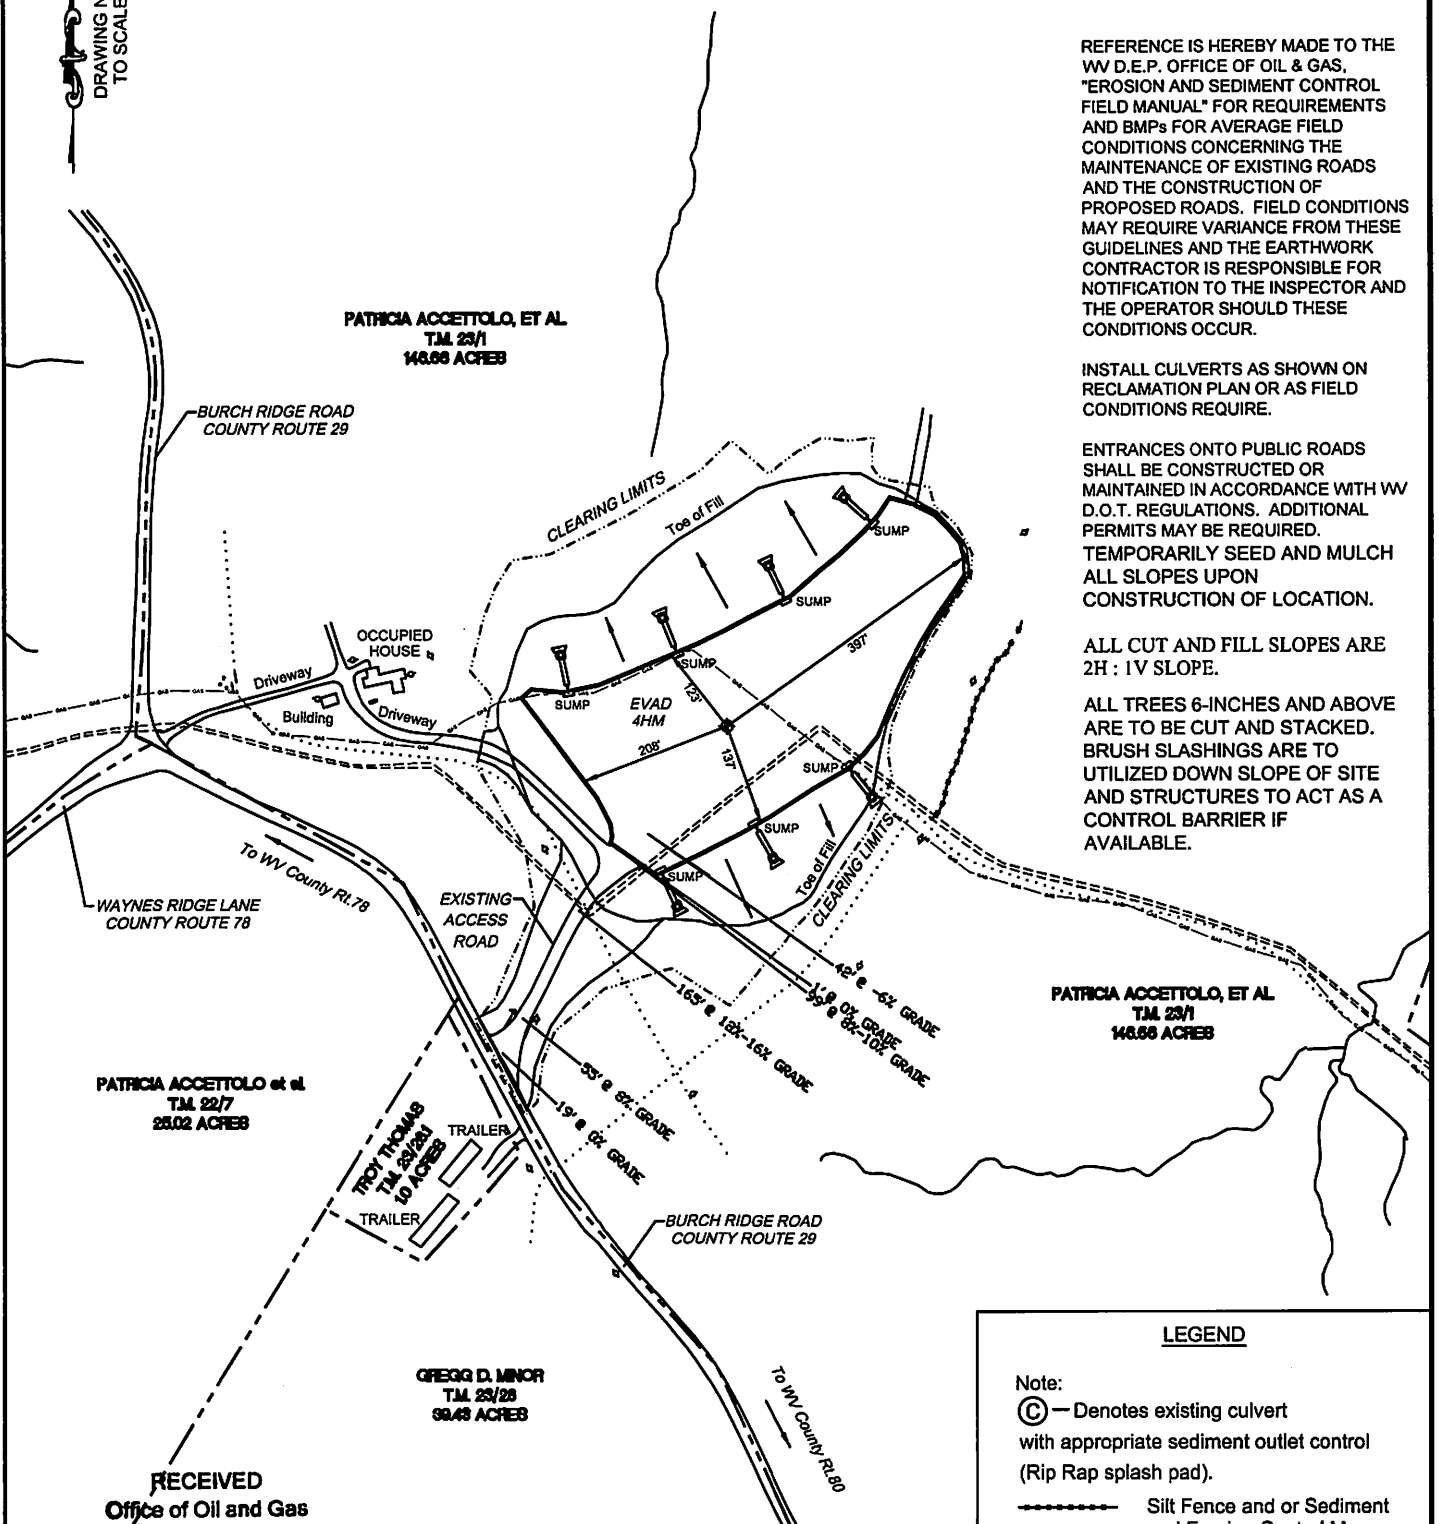 DRAWING N
TO SCALE
REFERENCE IS HEREBY MADE TO THE
WV D.E.P. OFFICE OF OIL & GAS,
"EROSION AND SEDIMENT CONTROL
FIELD MANUAL" FOR REQUIREMENTS
AND BMPs FOR AVERAGE FIELD
CONDITIONS CONCERNING THE
MAINTENANCE OF EXISTING ROADS
AND THE CONSTRUCTION OF
PROPOSED ROADS. FIELD CONDITIONS
MAY REQUIRE VARIANCE FROM THESE
GUIDELINES AND THE EARTHWORK
CONTRACTOR IS RESPONSIBLE FOR
NOTIFICATION TO THE INSPECTOR AND
THE OPERATOR SHOULD THESE
CONDITIONS OCCUR.
INSTALL CULVERTS AS SHOWN ON
RECLAMATION PLAN OR AS FIELD
CONDITIONS REQUIRE.
ENTRANCES ONTO PUBLIC ROADS
SHALL BE CONSTRUCTED OR
MAINTAINED IN ACCORDANCE WITH WV
D.O.T. REGULATIONS. ADDITIONAL
PERMITS MAY BE REQUIRED.
TEMPORARILY SEED AND MULCH
ALL SLOPES UPON
CONSTRUCTION OF LOCATION.
ALL CUT AND FILL SLOPES ARE
2H : 1V SLOPE.
ALL TREES 6-INCHES AND ABOVE
ARE TO BE CUT AND STACKED.
BRUSH SLASHINGS ARE TO
UTILIZED DOWN SLOPE OF SITE
AND STRUCTURES TO ACT AS A
CONTROL BARRIER IF
AVAILABLE.
PATRICIA ACCETTOLO, ET AL
T.M. 23/1
146.66 ACRES
BURCH RIDGE ROAD
COUNTY ROUTE 29
CLEARING LIMITS
Toe of Fill
SUMP
SUMP
SUMP
SUMP
397'
OCCUPIED
HOUSE
Driveway
Building
Driveway
EVAD
4HM
123'
208'
137'
SUMP
SUMP
SUMP
Toe of Fill
CLEARING LIMITS
To WV County Rt.78
WAYNES RIDGE LANE
COUNTY ROUTE 78
EXISTING
ACCESS
ROAD
42' @ -6% GRADE
1' @ 0% GRADE
99' @ 8%-10% GRADE
165' @ 12%-16% GRADE
55' @ 8% GRADE
19' @ 0% GRADE
PATRICIA ACCETTOLO, ET AL
T.M. 23/1
146.66 ACRES
PATRICIA ACCETTOLO et al
T.M. 22/7
25.02 ACRES
TROY THOMAS
T.M. 23/26.1
1.0 ACRES
TRAILER
TRAILER
BURCH RIDGE ROAD
COUNTY ROUTE 29
GREGG D. MINOR
T.M. 23/26
39.43 ACRES
To WV County Rt.80
RECEIVED
Office of Oil and Gas
LEGEND
Note:
C – Denotes existing culvert
with appropriate sediment outlet control
(Rip Rap splash pad).
Silt Fence and or Sediment